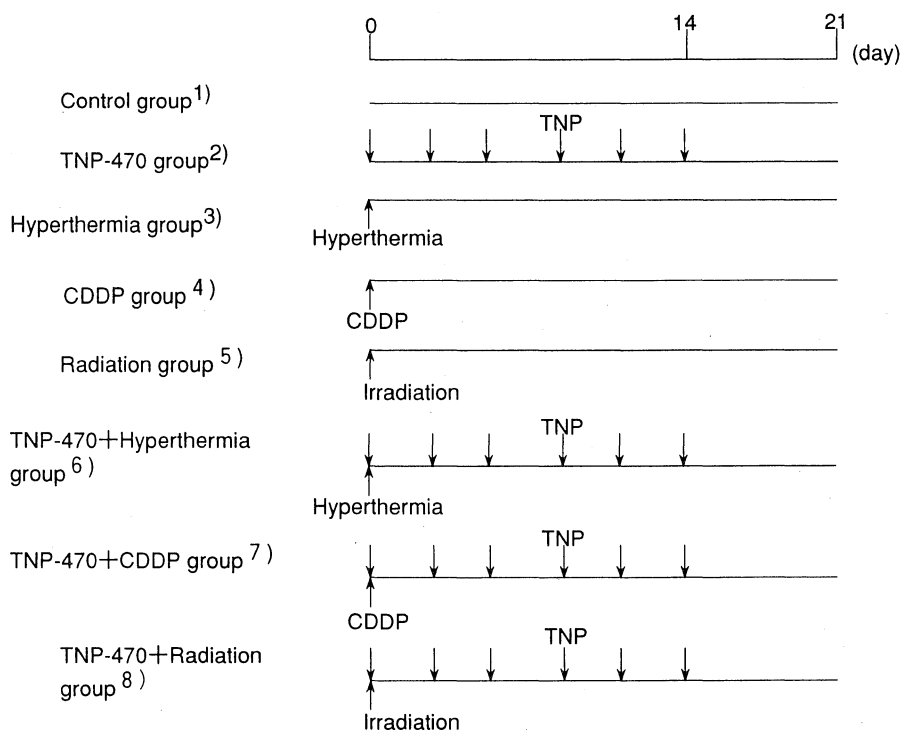 0 14 21
(day)
Control group1)
TNP
TNP-470 group2)
Hyperthermia group3)
Hyperthermia
CDDP group 4)
CDDP
Radiation group 5)
Irradiation
TNP-470+Hyperthermia
group 6)
TNP
Hyperthermia
TNP-470+CDDP group 7)
TNP
CDDP
TNP
TNP-470+Radiation
group 8)
Irradiation